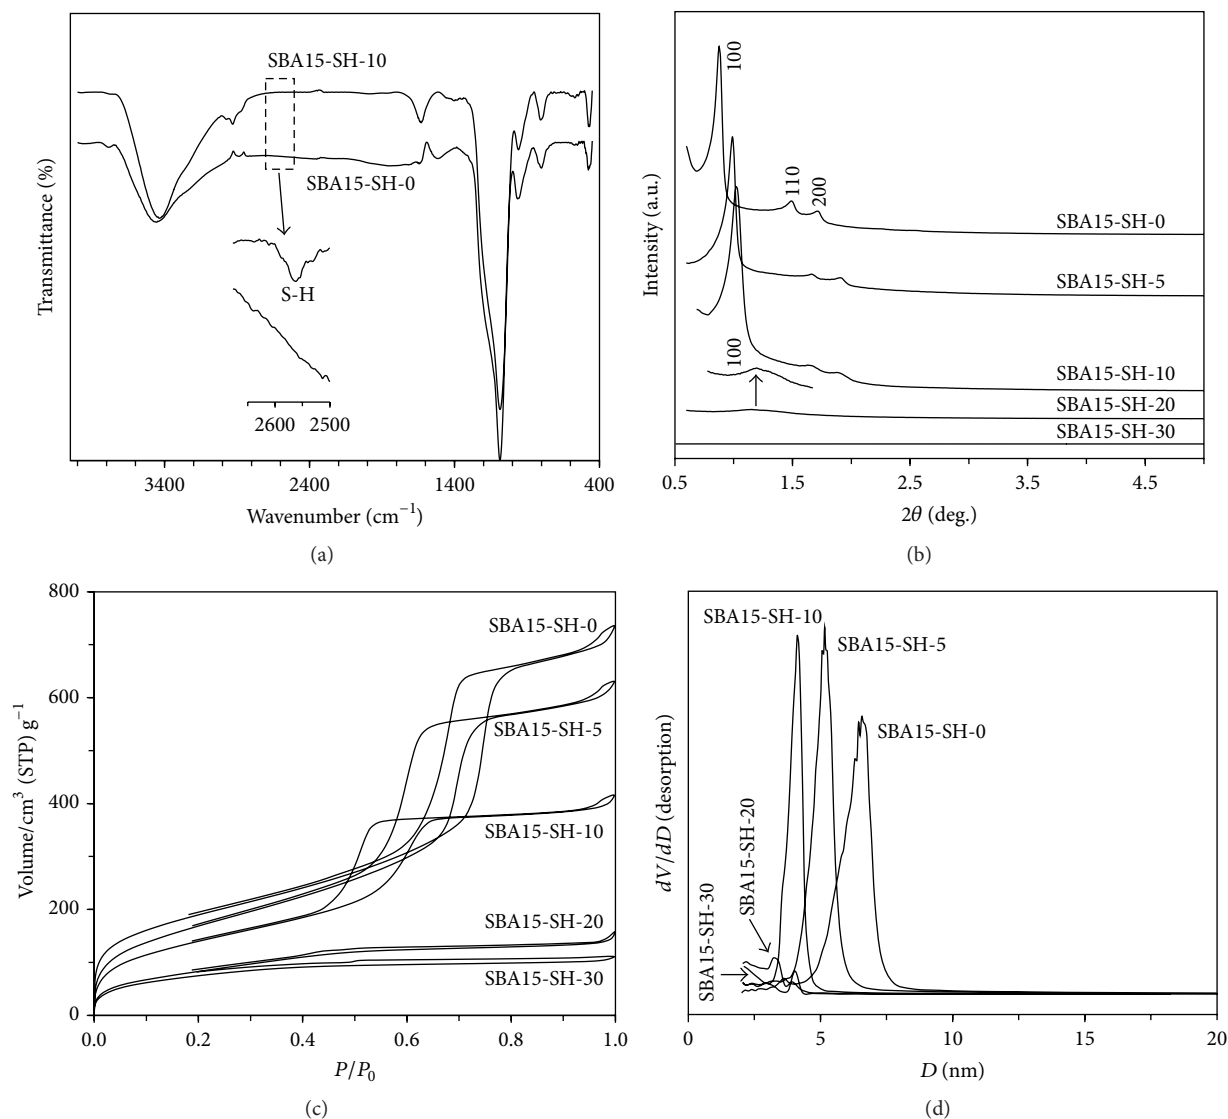 SBA15-SH-10
SBA15-SH-0
S-H
2600 2500
Transmittance (%)
3400 2400 1400 400
Wavenumber (cm⁻¹)
(a)
100
110
200
SBA15-SH-0
SBA15-SH-5
100
SBA15-SH-10
SBA15-SH-20
SBA15-SH-30
Intensity (a.u.)
0.5 1.5 2.5 3.5 4.5
2θ (deg.)
(b)
800
600
400
200
0
SBA15-SH-0
SBA15-SH-5
SBA15-SH-10
SBA15-SH-20
SBA15-SH-30
Volume/cm³ (STP) g⁻¹
0.0 0.2 0.4 0.6 0.8 1.0
P/P₀
(c)
SBA15-SH-10
SBA15-SH-5
SBA15-SH-0
SBA15-SH-20
SBA15-SH-30
dV/dD (desorption)
0 5 10 15 20
D (nm)
(d)